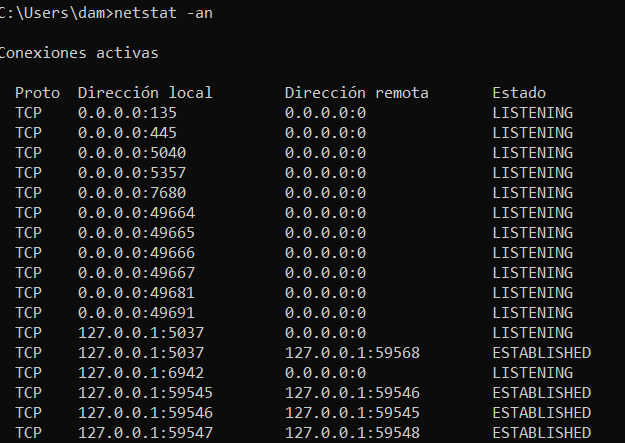 C:\Users\dam>netstat -an
Conexiones activas
Proto Dirección local Dirección remota Estado
TCP 0.0.0.0:135 0.0.0.0:0 LISTENING
TCP 0.0.0.0:445 0.0.0.0:0 LISTENING
TCP 0.0.0.0:5040 0.0.0.0:0 LISTENING
TCP 0.0.0.0:5357 0.0.0.0:0 LISTENING
TCP 0.0.0.0:7680 0.0.0.0:0 LISTENING
TCP 0.0.0.0:49664 0.0.0.0:0 LISTENING
TCP 0.0.0.0:49665 0.0.0.0:0 LISTENING
TCP 0.0.0.0:49666 0.0.0.0:0 LISTENING
TCP 0.0.0.0:49667 0.0.0.0:0 LISTENING
TCP 0.0.0.0:49681 0.0.0.0:0 LISTENING
TCP 0.0.0.0:49691 0.0.0.0:0 LISTENING
TCP 127.0.0.1:5037 0.0.0.0:0 LISTENING
TCP 127.0.0.1:5037 127.0.0.1:59568 ESTABLISHED
TCP 127.0.0.1:6942 0.0.0.0:0 LISTENING
TCP 127.0.0.1:59545 127.0.0.1:59546 ESTABLISHED
TCP 127.0.0.1:59546 127.0.0.1:59545 ESTABLISHED
TCP 127.0.0.1:59547 127.0.0.1:59548 ESTABLISHED